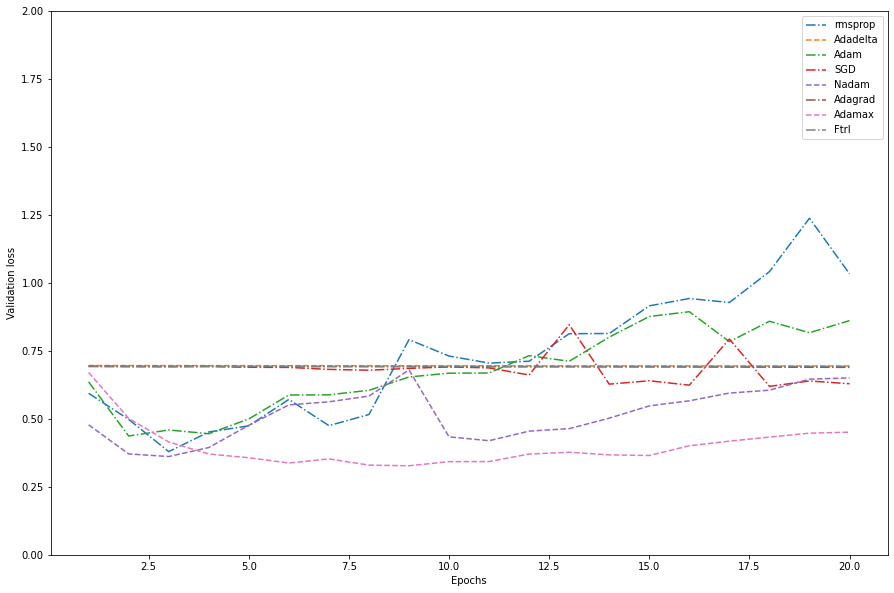 2.00
1.75
1.50
1.25
1.00
0.75
0.50
0.25
0.00
Validation loss
2.5
5.0
7.5
10.0
12.5
15.0
17.5
20.0
Epochs
rmsprop
Adadelta
Adam
SGD
Nadam
Adagrad
Adamax
Ftrl